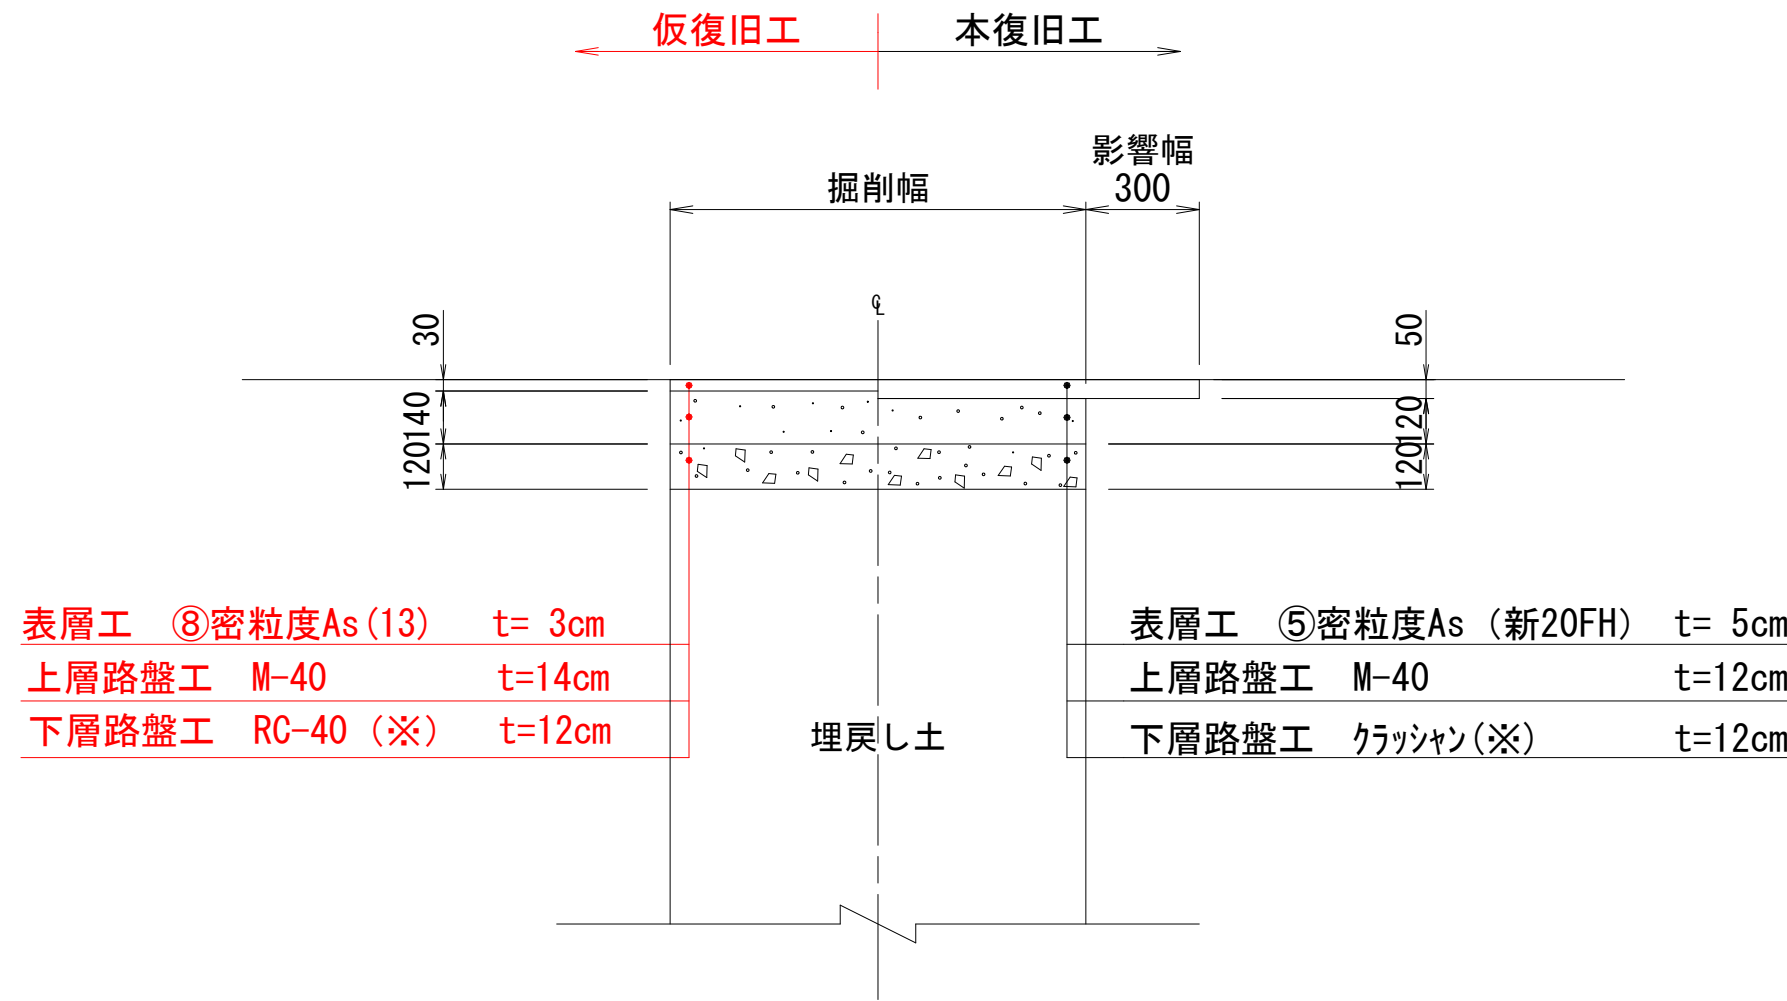 仮復旧工 本復旧工
影響幅
掘削幅 300
℄
30 50
140 120
120 120
表層工 ⑧密粒度As(13) t= 3cm
上層路盤工 M-40 t=14cm
下層路盤工 RC-40 (※) t=12cm
埋戻し土
表層工 ⑤密粒度As (新20FH) t= 5cm
上層路盤工 M-40 t=12cm
下層路盤工 クラッシャン(※) t=12cm